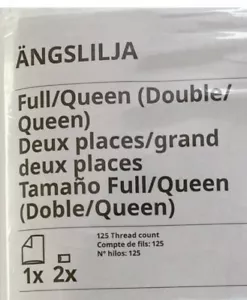 ÄNGSLILJA
Full/Queen (Double/
Queen)
Deux places/grand
deux places
Tamaño Full/Queen
(Doble/Queen)
125 Thread count
Compte de fils: 125
N° hilos: 125
1x 2x